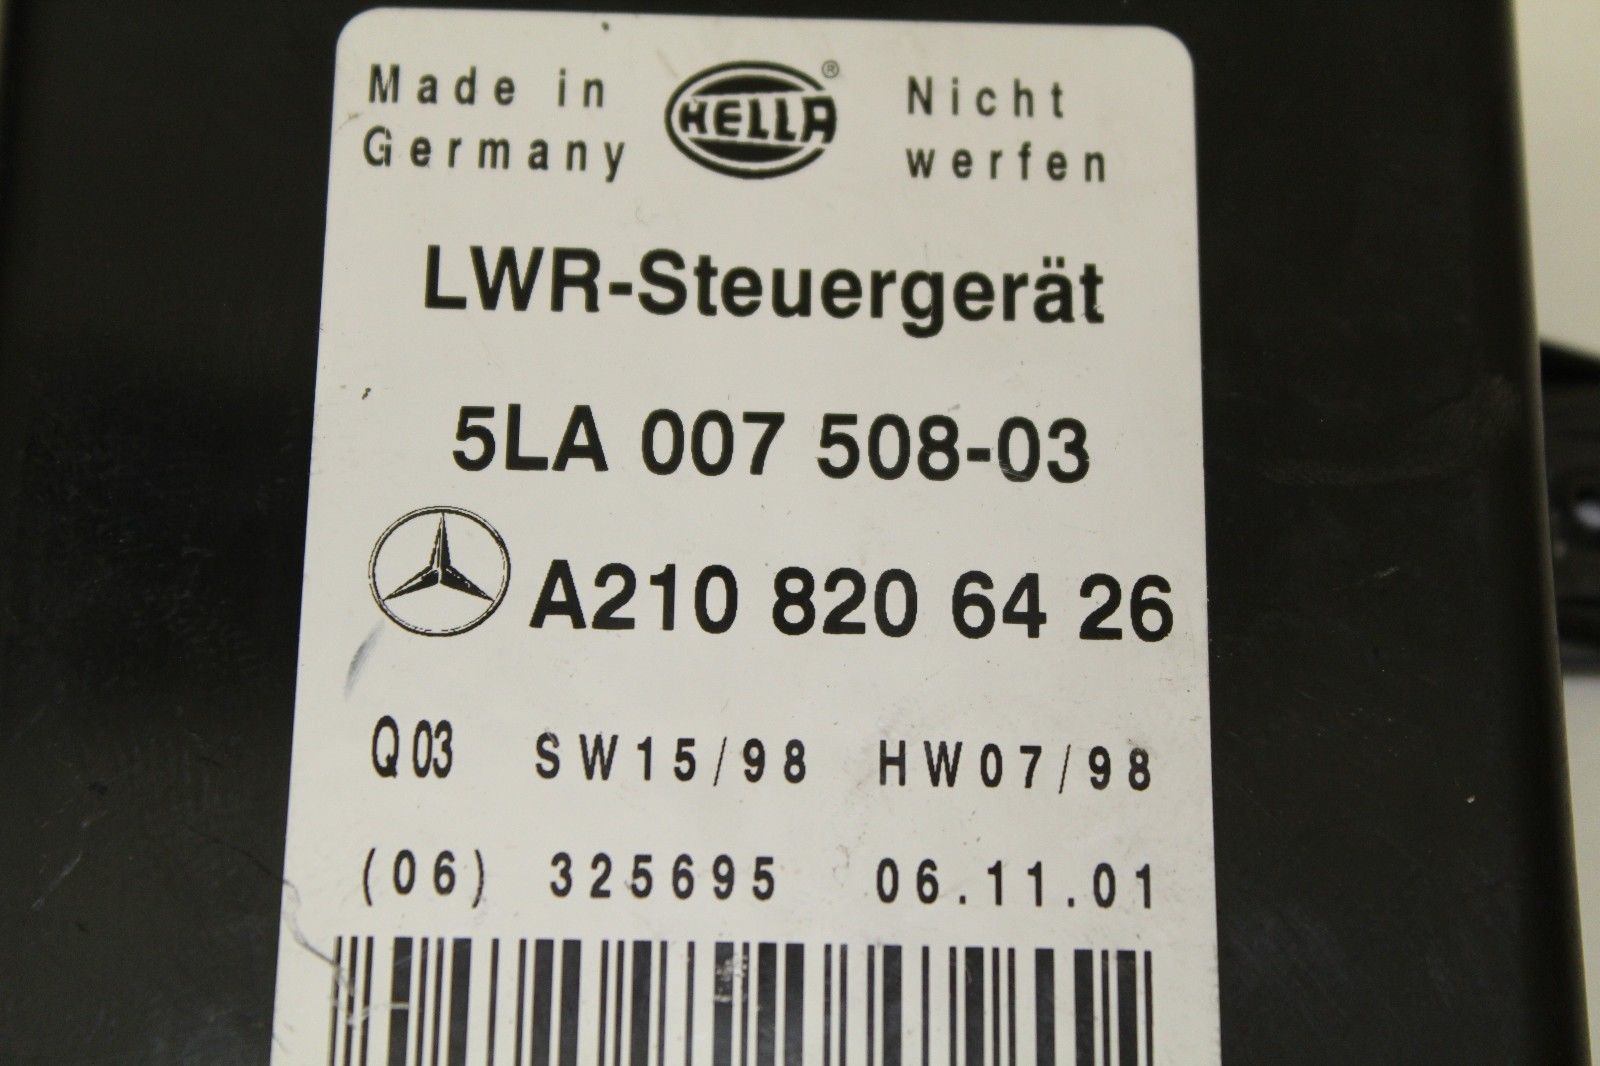 Made in
Germany
HELLA®
Nicht
werfen
LWR-Steuergerät
5LA 007 508-03
A210 820 64 26
Q03 SW15/98 HW07/98
(06) 325695 06.11.01